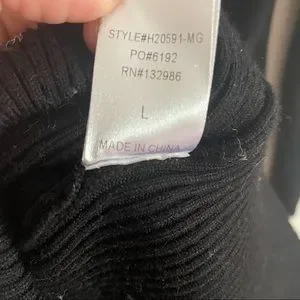 STYLE#H20591-MG
PO#6192
RN#132986
L
MADE IN CHINA